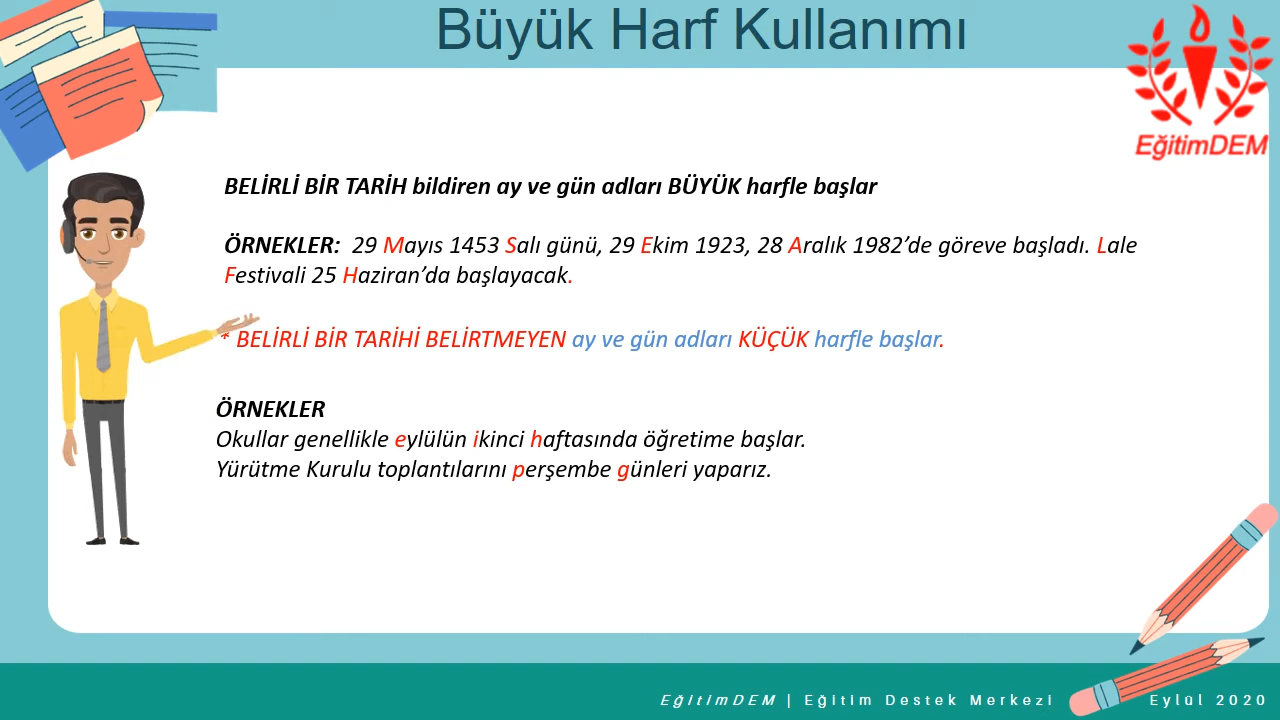 Büyük Harf Kullanımı
EğitimDEM
BELİRLİ BİR TARİH bildiren ay ve gün adları BÜYÜK harfle başlar
ÖRNEKLER: 29 Mayıs 1453 Salı günü, 29 Ekim 1923, 28 Aralık 1982’de göreve başladı. Lale
Festivali 25 Haziran’da başlayacak.
* BELİRLİ BİR TARİHİ BELİRTMEYEN ay ve gün adları KÜÇÜK harfle başlar.
ÖRNEKLER
Okullar genellikle eylülün ikinci haftasında öğretime başlar.
Yürütme Kurulu toplantılarını perşembe günleri yaparız.
EğitimDEM | Eğitim Destek Merkezi Eylül 2020